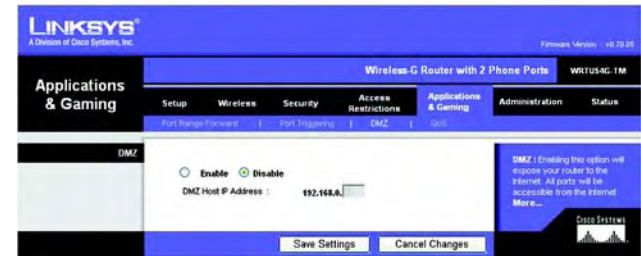 LINKSYS®
A Division of Cisco Systems, Inc.
Firmware Version : v0.70.05
Wireless-G Router with 2 Phone Ports WRTU54G-TM
Applications & Gaming
Setup Wireless Security Access Restrictions Applications & Gaming Administration Status
Port Range Forward | Port Triggering | DMZ | QoS
DMZ
Enable Disable
DMZ Host IP Address : 192.168.0.
DMZ : Enabling this option will
expose your router to the
Internet. All ports will be
accessible from the Internet
More...
CISCO SYSTEMS
Save Settings Cancel Changes